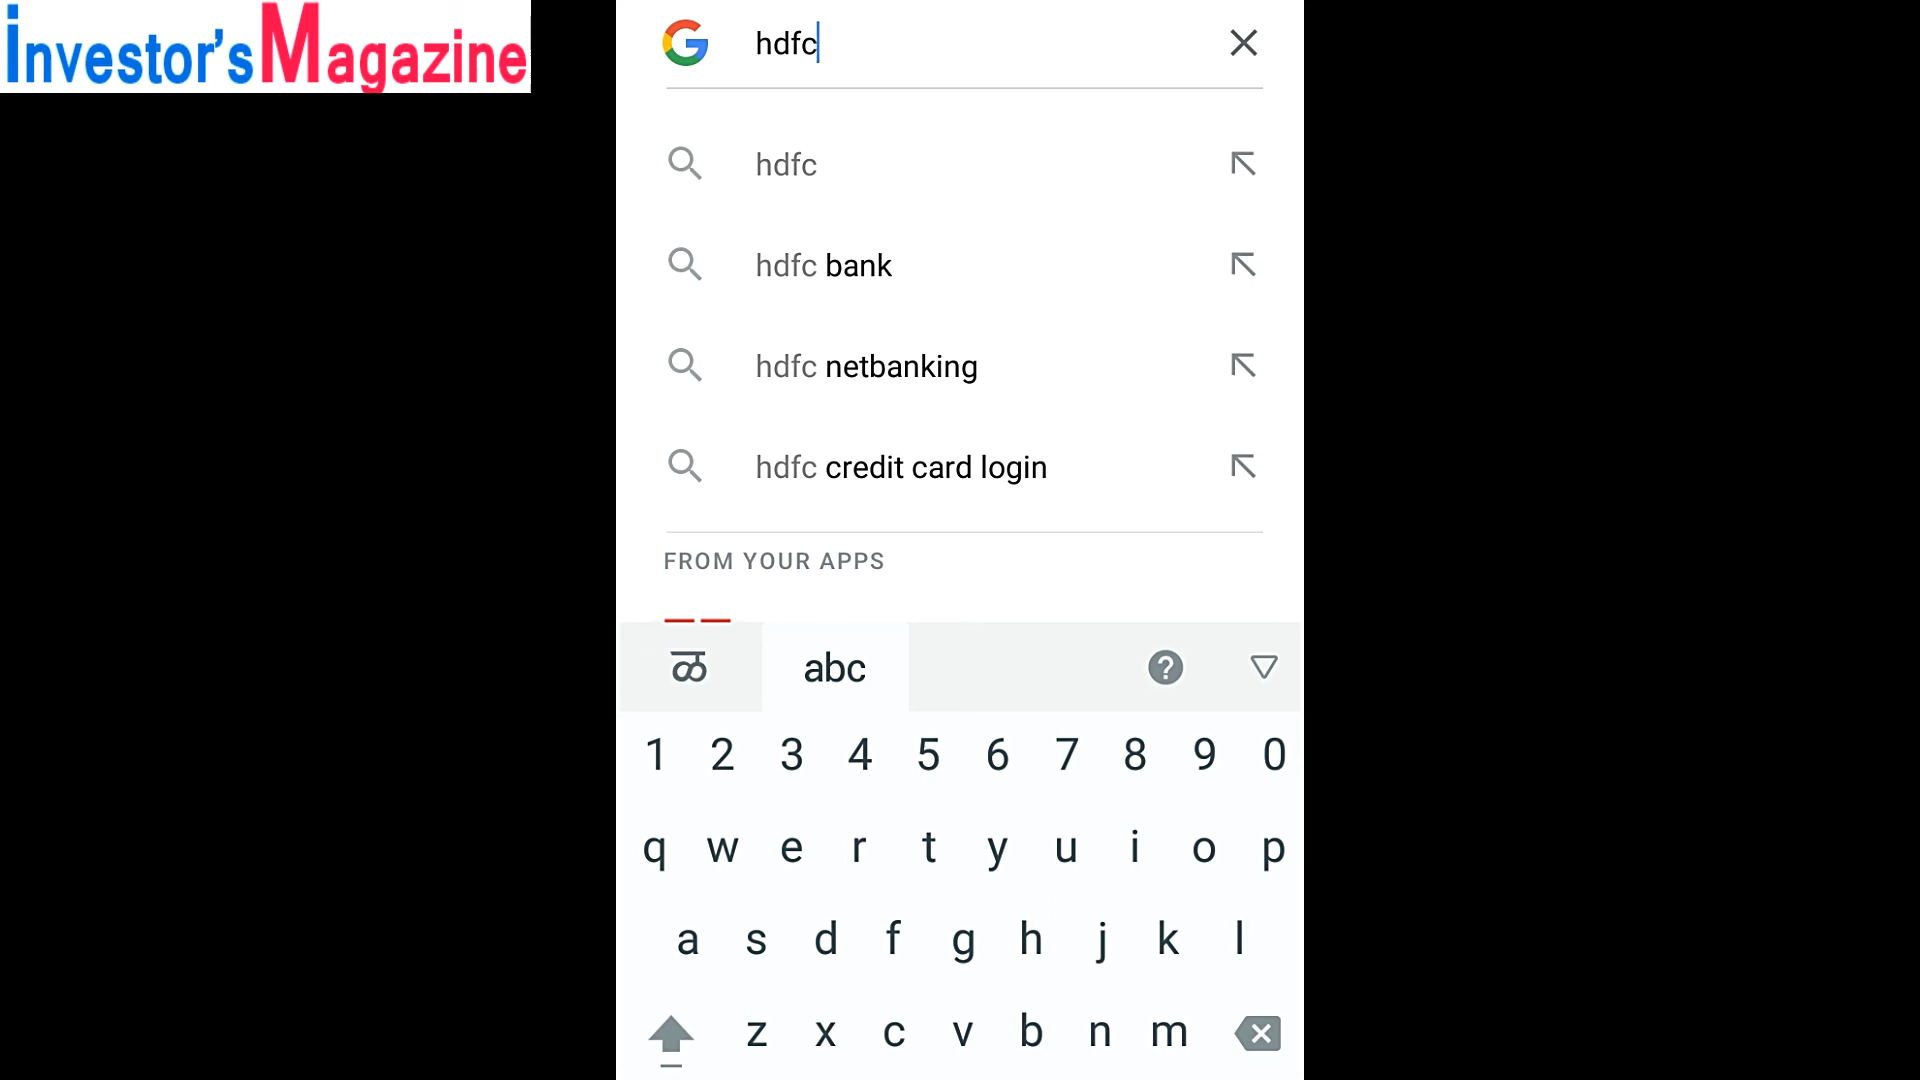 Investor's Magazine
hdfc
hdfc
hdfc bank
hdfc netbanking
hdfc credit card login
FROM YOUR APPS
ळ abc ?
1 2 3 4 5 6 7 8 9 0
q w e r t y u i o p
a s d f g h j k l
z x c v b n m